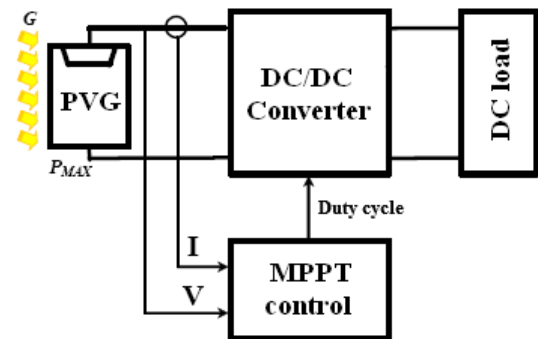 G
PVG
P_MAX
DC/DC
Converter
DC load
Duty cycle
I
V
MPPT
control